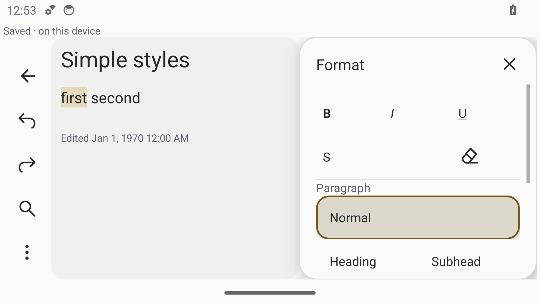 12:53
Saved · on this device
Simple styles
first second
Edited Jan 1, 1970 12:00 AM
Format
B
I
U
S
Paragraph
Normal
Heading
Subhead